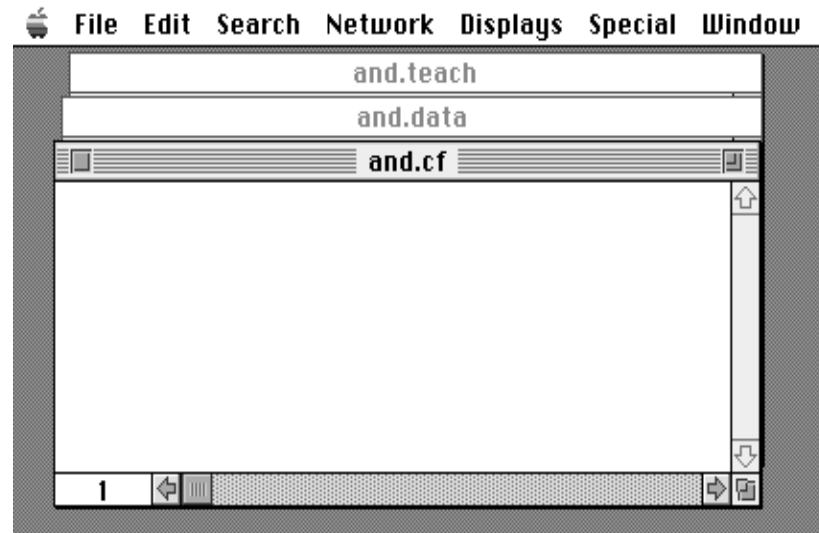 File Edit Search Network Displays Special Window
and.teach
and.data
and.cf
1